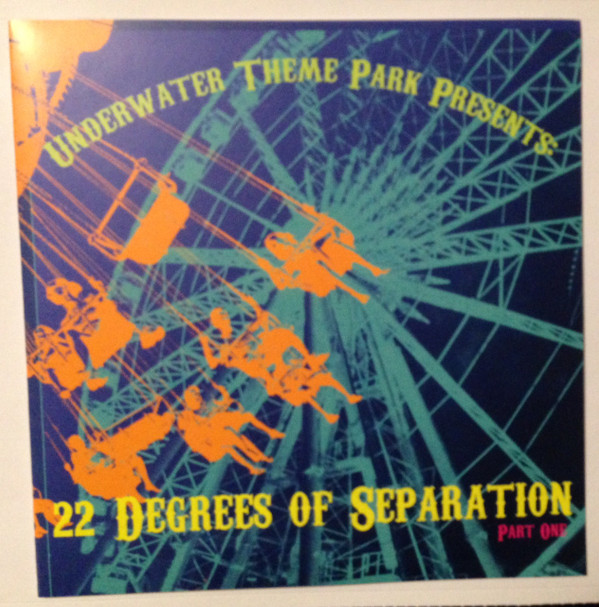 Underwater Theme Park Presents:
22 Degrees of Separation
Part One